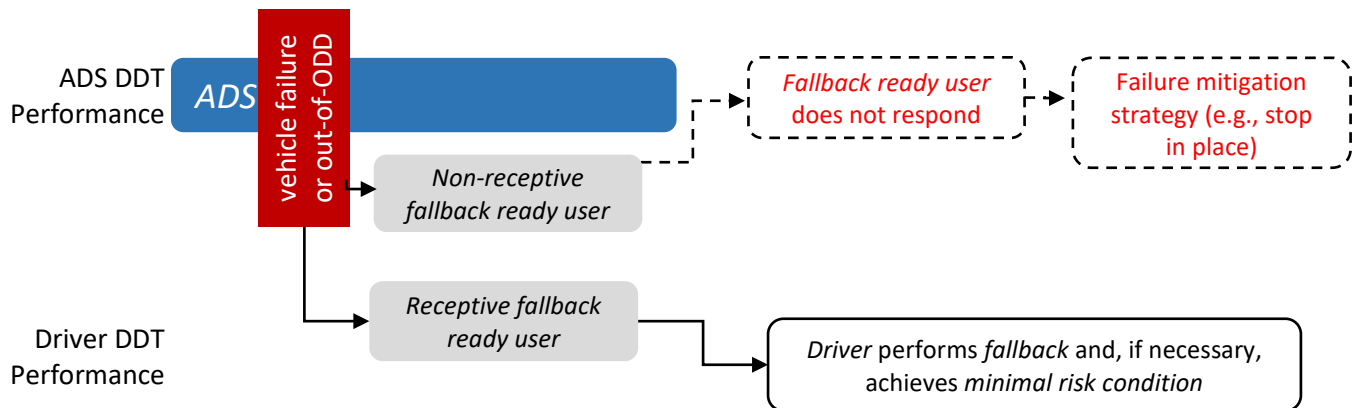 ADS DDT
Performance
ADS
vehicle failure
or out-of-ODD
Fallback ready user
does not respond
Failure mitigation
strategy (e.g., stop
in place)
Non-receptive
fallback ready user
Receptive fallback
ready user
Driver DDT
Performance
Driver performs fallback and, if necessary,
achieves minimal risk condition